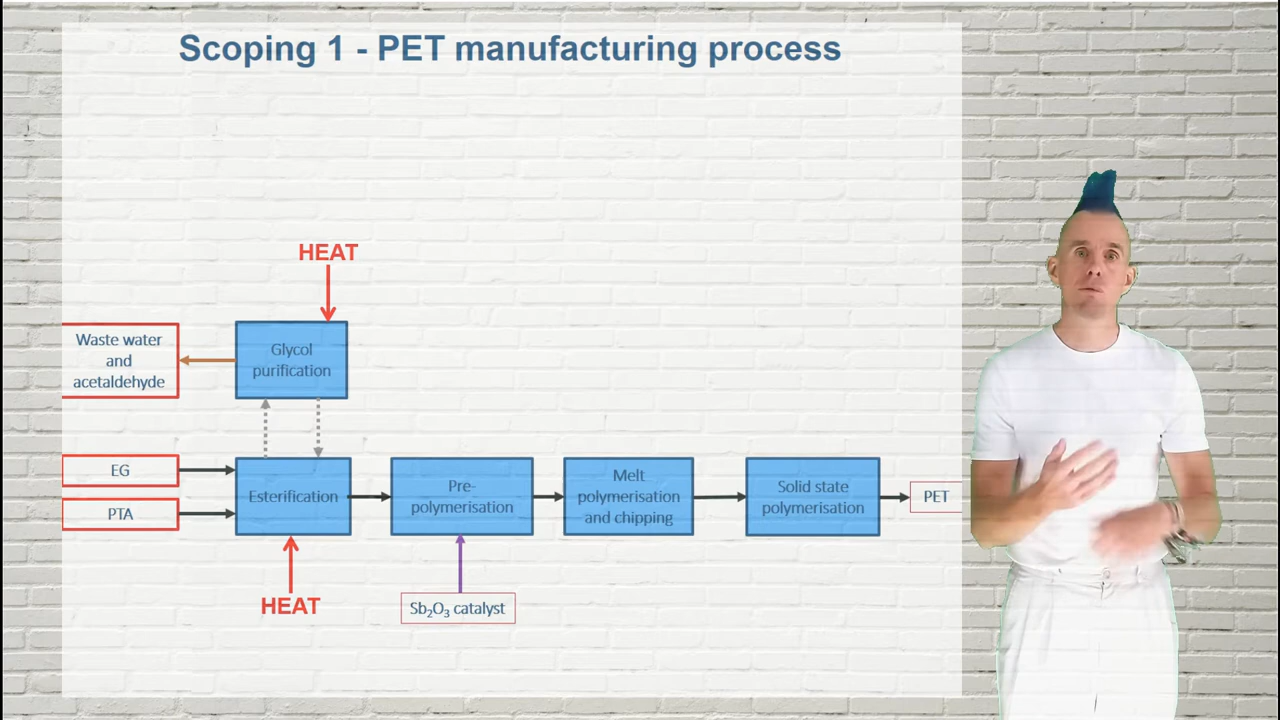 Scoping 1 - PET manufacturing process
HEAT
Waste water
and
acetaldehyde
Glycol
purification
EG
PTA
Esterification
Pre-
polymerisation
Melt
polymerisation
and chipping
Solid state
polymerisation
PET
HEAT
Sb₂O₃ catalyst